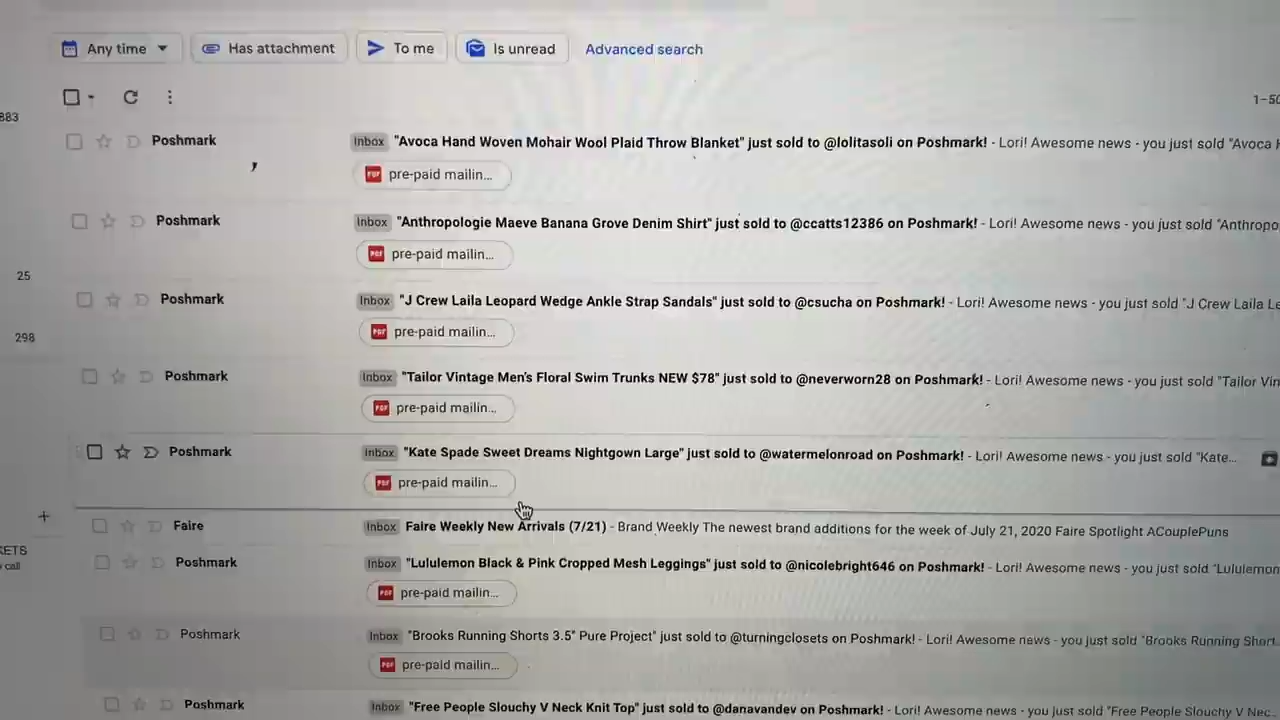 Any time Has attachment To me Is unread Advanced search
883
1–50
Poshmark Inbox "Avoca Hand Woven Mohair Wool Plaid Throw Blanket" just sold to @lolitasoli on Poshmark! - Lori! Awesome news - you just sold "Avoca H
PDF pre-paid mailin...
Poshmark Inbox "Anthropologie Maeve Banana Grove Denim Shirt" just sold to @ccatts12386 on Poshmark! - Lori! Awesome news - you just sold "Anthropo
PDF pre-paid mailin...
25
Poshmark Inbox "J Crew Laila Leopard Wedge Ankle Strap Sandals" just sold to @csucha on Poshmark! - Lori! Awesome news - you just sold "J Crew Laila Le
PDF pre-paid mailin...
298
Poshmark Inbox "Tailor Vintage Men's Floral Swim Trunks NEW $78" just sold to @neverworn28 on Poshmark! - Lori! Awesome news - you just sold "Tailor Vin
PDF pre-paid mailin...
Poshmark Inbox "Kate Spade Sweet Dreams Nightgown Large" just sold to @watermelonroad on Poshmark! - Lori! Awesome news - you just sold "Kate...
PDF pre-paid mailin...
+
Faire Inbox Faire Weekly New Arrivals (7/21) - Brand Weekly The newest brand additions for the week of July 21, 2020 Faire Spotlight ACouplePuns
KETS
call
Poshmark Inbox "Lululemon Black & Pink Cropped Mesh Leggings" just sold to @nicolebright646 on Poshmark! - Lori! Awesome news - you just sold "Lululemon
PDF pre-paid mailin...
Poshmark Inbox "Brooks Running Shorts 3.5" Pure Project" just sold to @turningclosets on Poshmark! - Lori! Awesome news - you just sold "Brooks Running Short...
PDF pre-paid mailin...
Poshmark Inbox "Free People Slouchy V Neck Knit Top" just sold to @danavandev on Poshmark! - Lori! Awesome news - you just sold "Free People Slouchy V Nec...